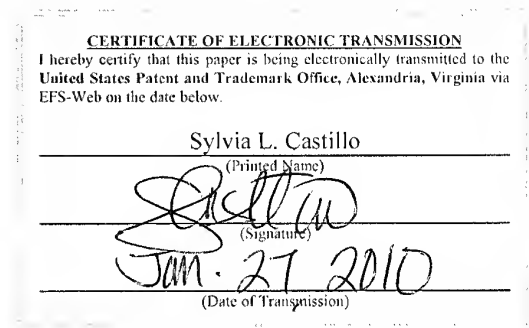 CERTIFICATE OF ELECTRONIC TRANSMISSION
I hereby certify that this paper is being electronically transmitted to the
United States Patent and Trademark Office, Alexandria, Virginia via
EFS-Web on the date below.
Sylvia L. Castillo
(Printed Name)
(Signature)
Jan. 27 2010
(Date of Transmission)